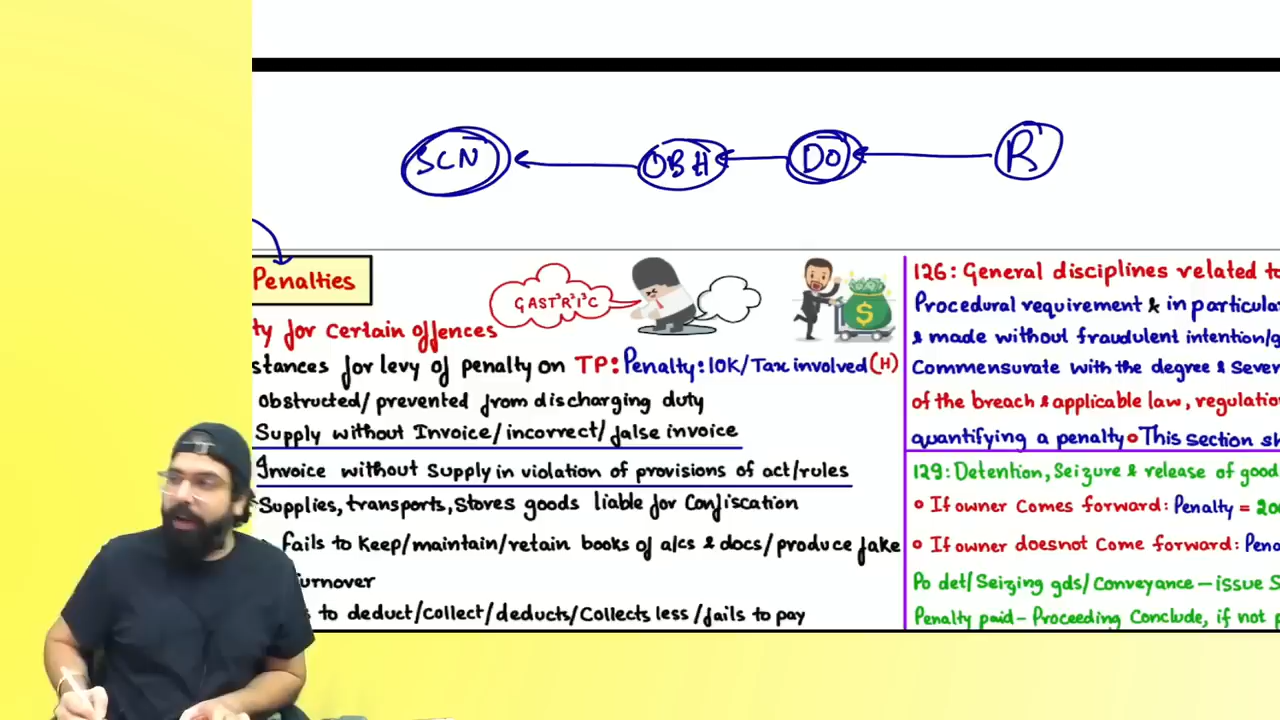 SCN OBH DO R
Penalties
GAST³R²I³C
ty for Certain offences
stances for levy of penalty on TP: Penalty: 10K/Tax involved (H)
Obstructed/ prevented from discharging duty
Supply without Invoice/incorrect/false invoice
Invoice without Supply in violation of provisions of act/rules
Supplies, transports, Stores goods liable for Confiscation
fails to Keep/maintain/retain books of a/cs & docs/produce fake
Turnover
to deduct/collect/deducts/Collects less/fails to pay
126: General disciplines related to
Procedural requirement & in particula
& made without fraudulent intention/g
Commensurate with the degree & Sever
of the breach & applicable law, regulation
quantifying a penalty o This section sh
129: Detention, Seizure & release of good
o If owner Comes forward: Penalty = 200
o If owner doesnot Come forward: Pena
Po det/Seizing gds/Conveyance – issue S
Penalty paid – Proceeding Conclude, if not p